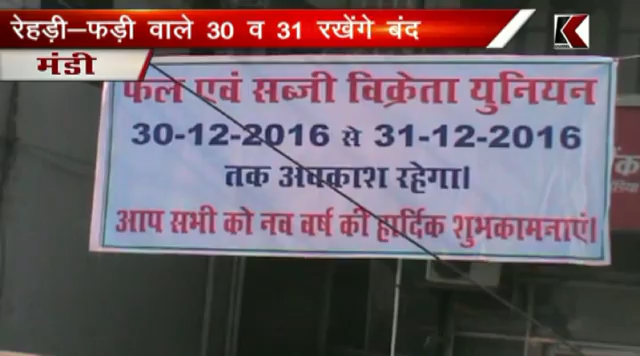 रेहड़ी-फड़ी वाले 30 व 31 रखेंगे बंद
मंडी
फल एवं सब्जी विक्रेता युनियन
30-12-2016 से 31-12-2016
तक अवकाश रहेगा।
आप सभी को नव वर्ष की हार्दिक शुभकामनाएं।